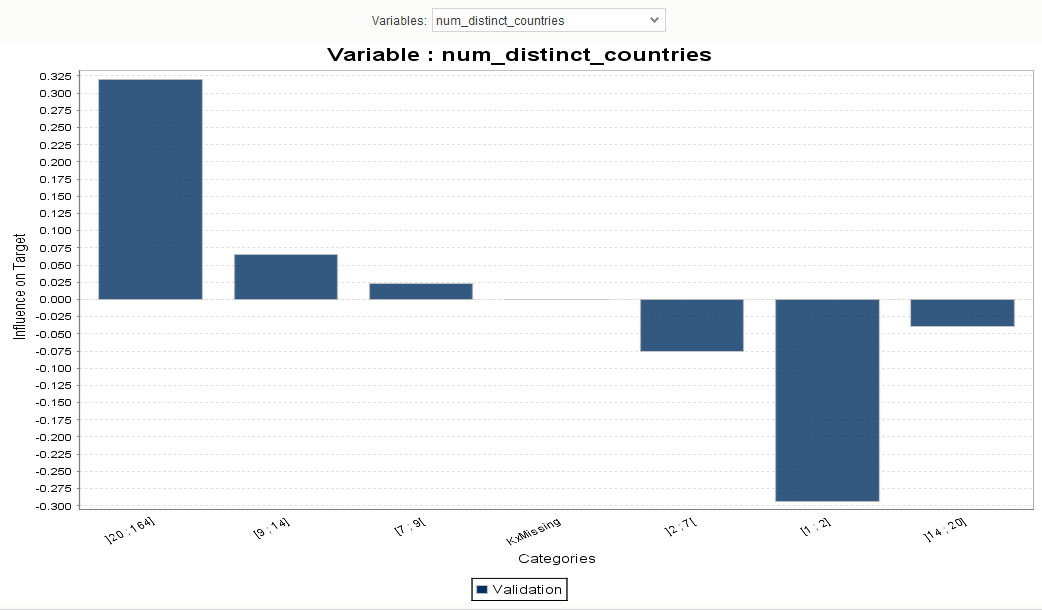 Variables: num_distinct_countries
Variable : num_distinct_countries
0.325
0.300
0.275
0.250
0.225
0.200
0.175
0.150
0.125
0.100
0.075
0.050
0.025
0.000
-0.025
-0.050
-0.075
-0.100
-0.125
-0.150
-0.175
-0.200
-0.225
-0.250
-0.275
-0.300
Influence on Target
]20 ; 164]
[9 ; 14]
[7 ; 9[
KxMissing
]2 ; 7[
[1 ; 2]
]14 ; 20]
Categories
Validation